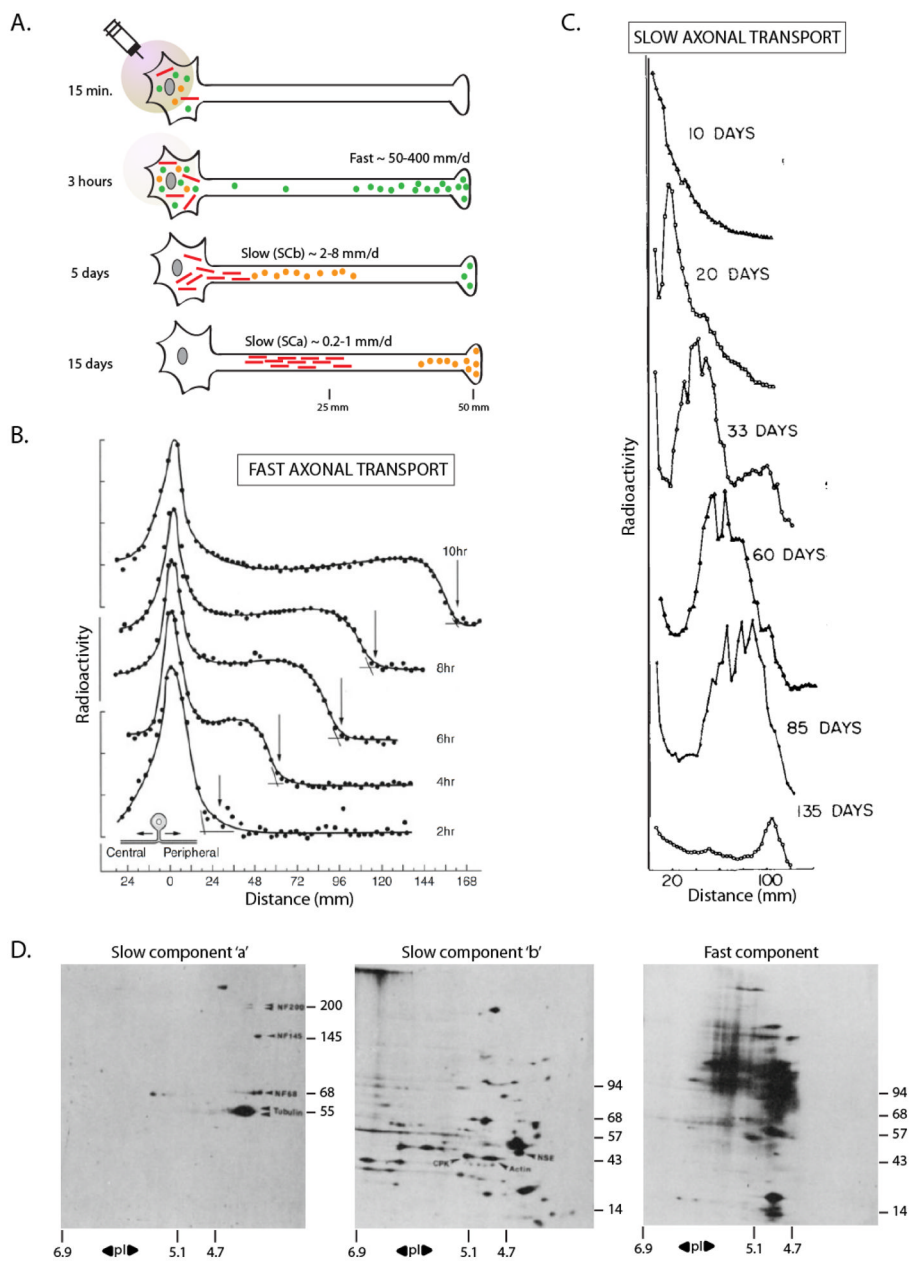 A.
15 min.
Fast ~ 50-400 mm/d
3 hours
Slow (SCb) ~ 2-8 mm/d
5 days
Slow (SCa) ~ 0.2-1 mm/d
15 days
25 mm
50 mm
B.
FAST AXONAL TRANSPORT
Radioactivity
10hr
8hr
6hr
4hr
2hr
Central Peripheral
24 0 24 48 72 96 120 144 168
Distance (mm)
C.
SLOW AXONAL TRANSPORT
10 DAYS
20 DAYS
33 DAYS
60 DAYS
85 DAYS
135 DAYS
Radioactivity
20 100
Distance (mm)
D.
Slow component 'a'
NF200
200
NF145
145
NF68
68
Tubulin
55
6.9 pI 5.1 4.7
Slow component 'b'
94
68
57
NSE
CPK
Actin
43
14
6.9 pI 5.1 4.7
Fast component
94
68
57
43
14
6.9 pI 5.1 4.7